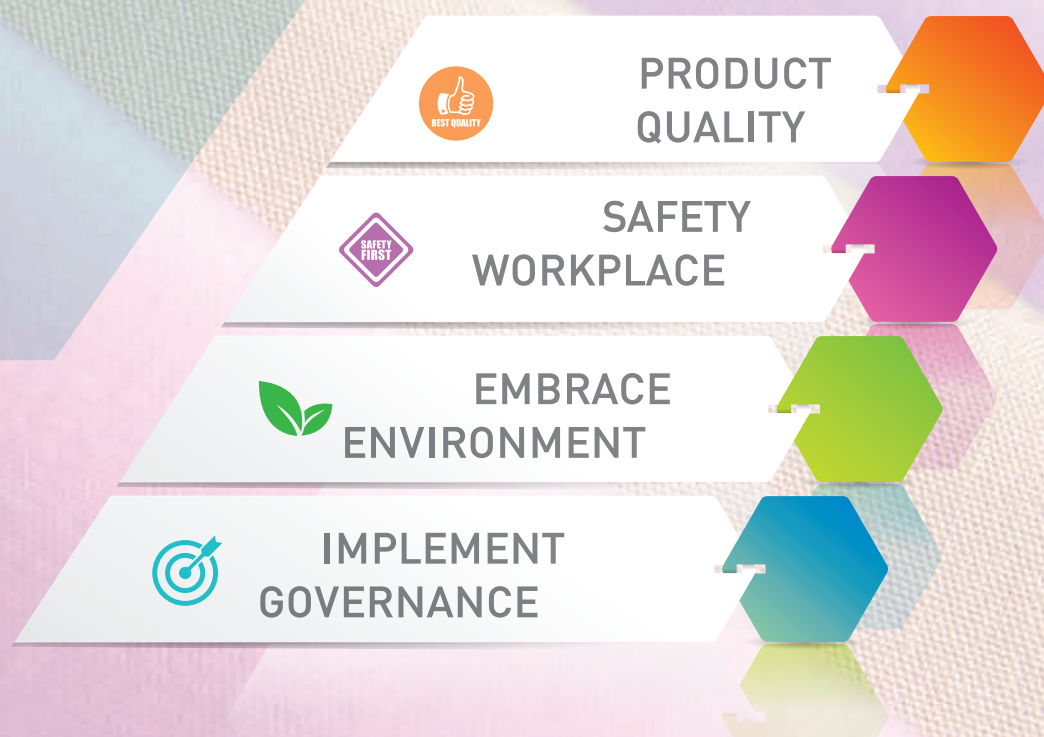 PRODUCT
QUALITY
BEST QUALITY
SAFETY
WORKPLACE
SAFETY
FIRST
EMBRACE
ENVIRONMENT
IMPLEMENT
GOVERNANCE